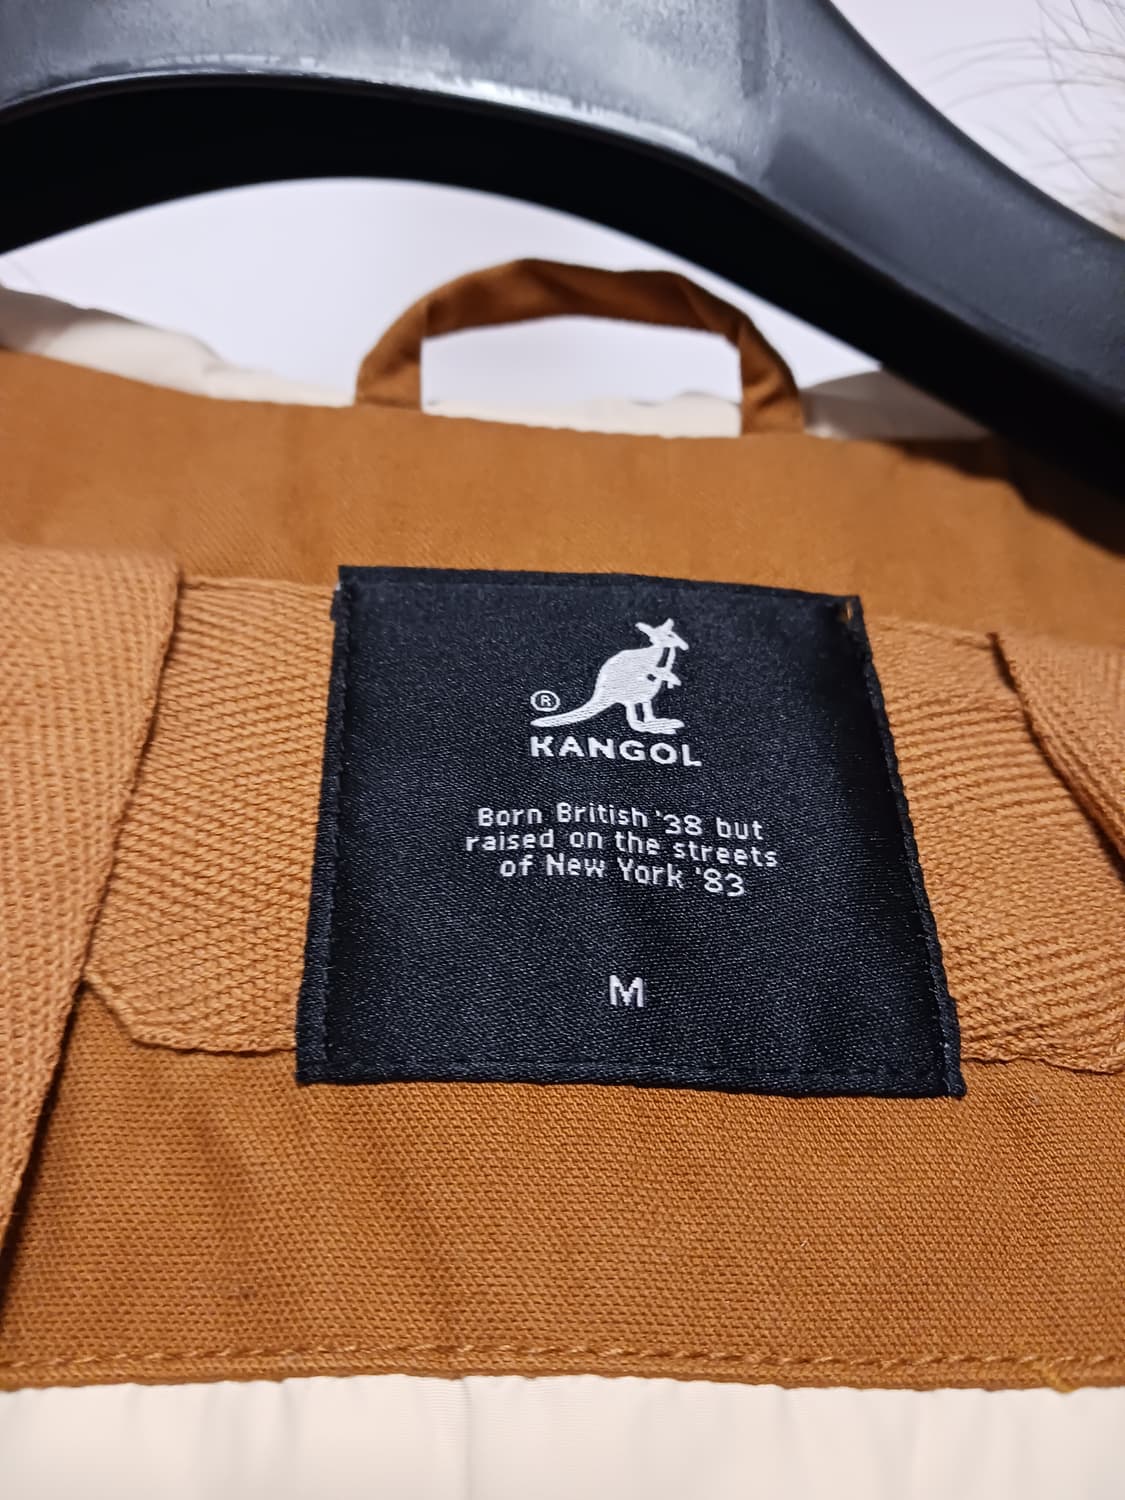 ®
KANGOL
Born British '38 but
raised on the streets
of New York '83
M